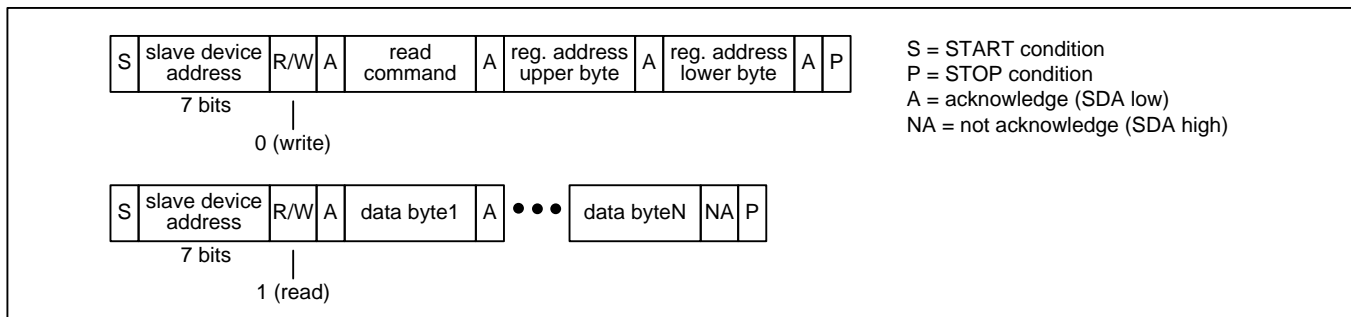 S slave device address R/W A read command A reg. address upper byte A reg. address lower byte A P
7 bits
0 (write)
S slave device address R/W A data byte1 A ●●● data byteN NA P
7 bits
1 (read)
S = START condition
P = STOP condition
A = acknowledge (SDA low)
NA = not acknowledge (SDA high)